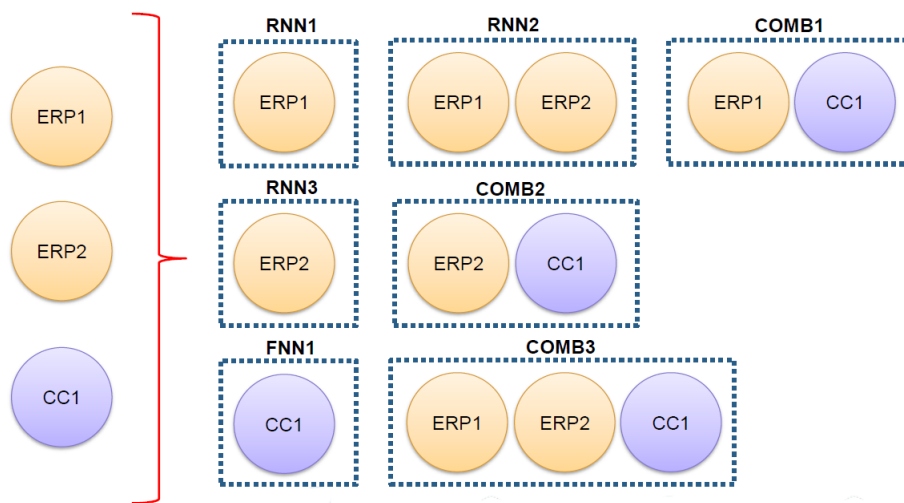 ERP1
ERP2
CC1
RNN1
ERP1
RNN2
ERP1 ERP2
COMB1
ERP1 CC1
RNN3
ERP2
COMB2
ERP2 CC1
FNN1
CC1
COMB3
ERP1 ERP2 CC1